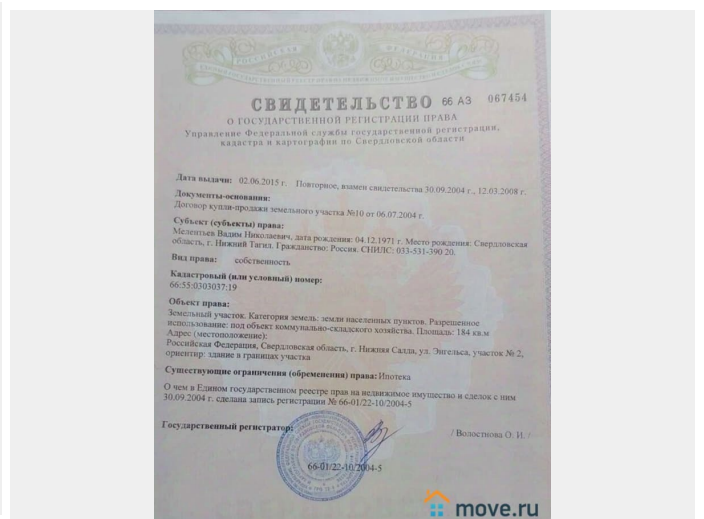 РОССИЙСКАЯ ФЕДЕРАЦИЯ
СВИДЕТЕЛЬСТВО 66 АЗ 067454
О ГОСУДАРСТВЕННОЙ РЕГИСТРАЦИИ ПРАВА
Управление Федеральной службы государственной регистрации,
кадастра и картографии по Свердловской области
Дата выдачи: 02.06.2015 г. Повторное, взамен свидетельства 30.09.2004 г., 12.03.2008 г.
Документы-основания:
Договор купли-продажи земельного участка №10 от 06.07.2004 г.
Субъект (субъекты) права:
Мелентьев Вадим Николаевич, дата рождения: 04.12.1971 г. Место рождения: Свердловская
область, г. Нижний Тагил. Гражданство: Россия. СНИЛС: 033-531-390 20.
Вид права: собственность
Кадастровый (или условный) номер:
66:55:0303037:19
Объект права:
Земельный участок. Категория земель: земли населенных пунктов. Разрешенное
использование: под объект коммунально-складского хозяйства. Площадь: 184 кв.м
Адрес (местоположение):
Российская Федерация, Свердловская область, г. Нижняя Салда, ул. Энгельса, участок № 2,
ориентир: здание в границах участка
Существующие ограничения (обременения) права: Ипотека
О чем в Едином государственном реестре прав на недвижимое имущество и сделок с ним
30.09.2004 г. сделана запись регистрации № 66-01/22-10/2004-5
Государственный регистратор: / Волостнова О. И. /
66-01/22-10/2004-5
move.ru